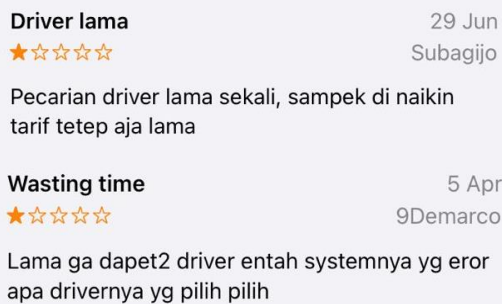 Driver lama 29 Jun
Subagijo
Pecarian driver lama sekali, sampek di naikin
tarif tetep aja lama
Wasting time 5 Apr
9Demarco
Lama ga dapet2 driver entah systemnya yg eror
apa drivernya yg pilih pilih